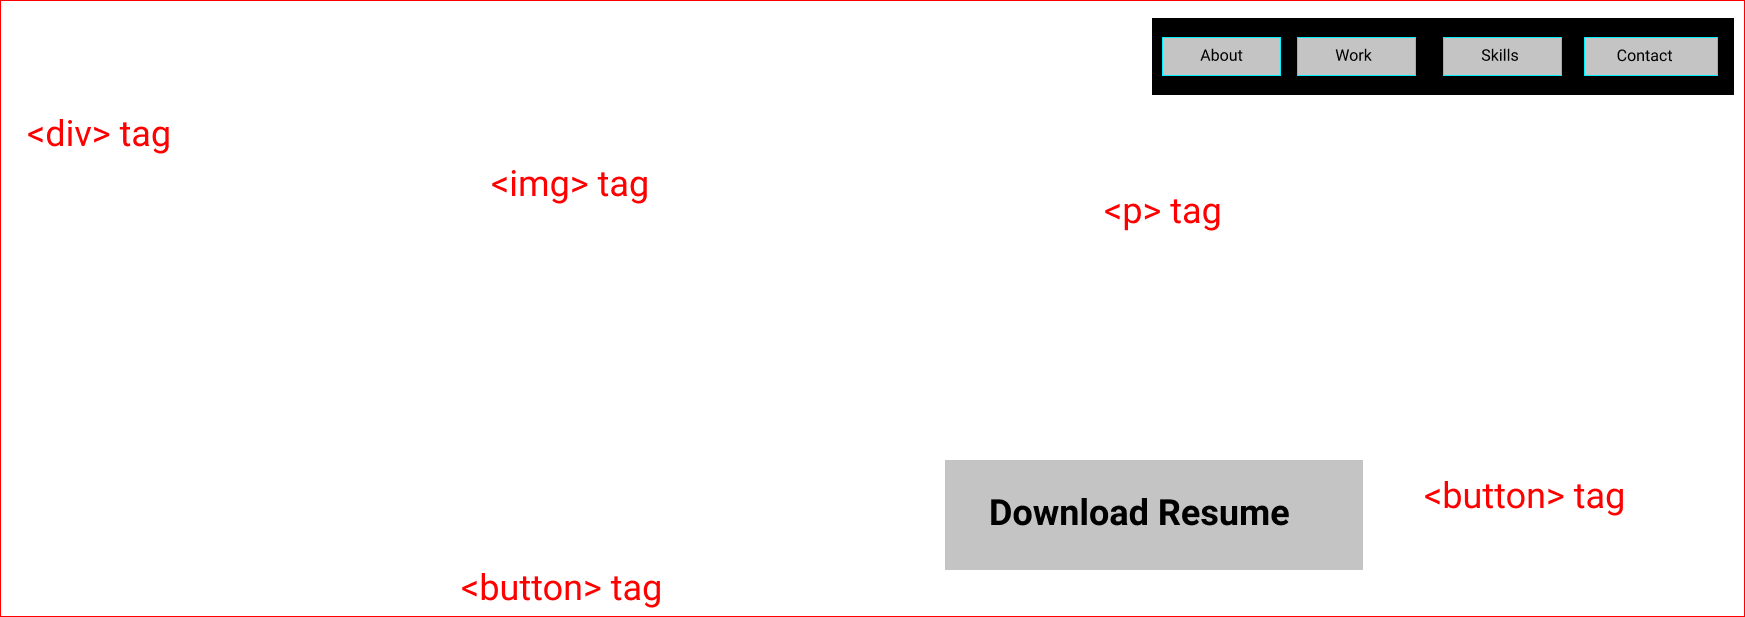 About
Work
Skills
Contact
<div> tag
<img> tag
<p> tag
Download Resume
<button> tag
<button> tag